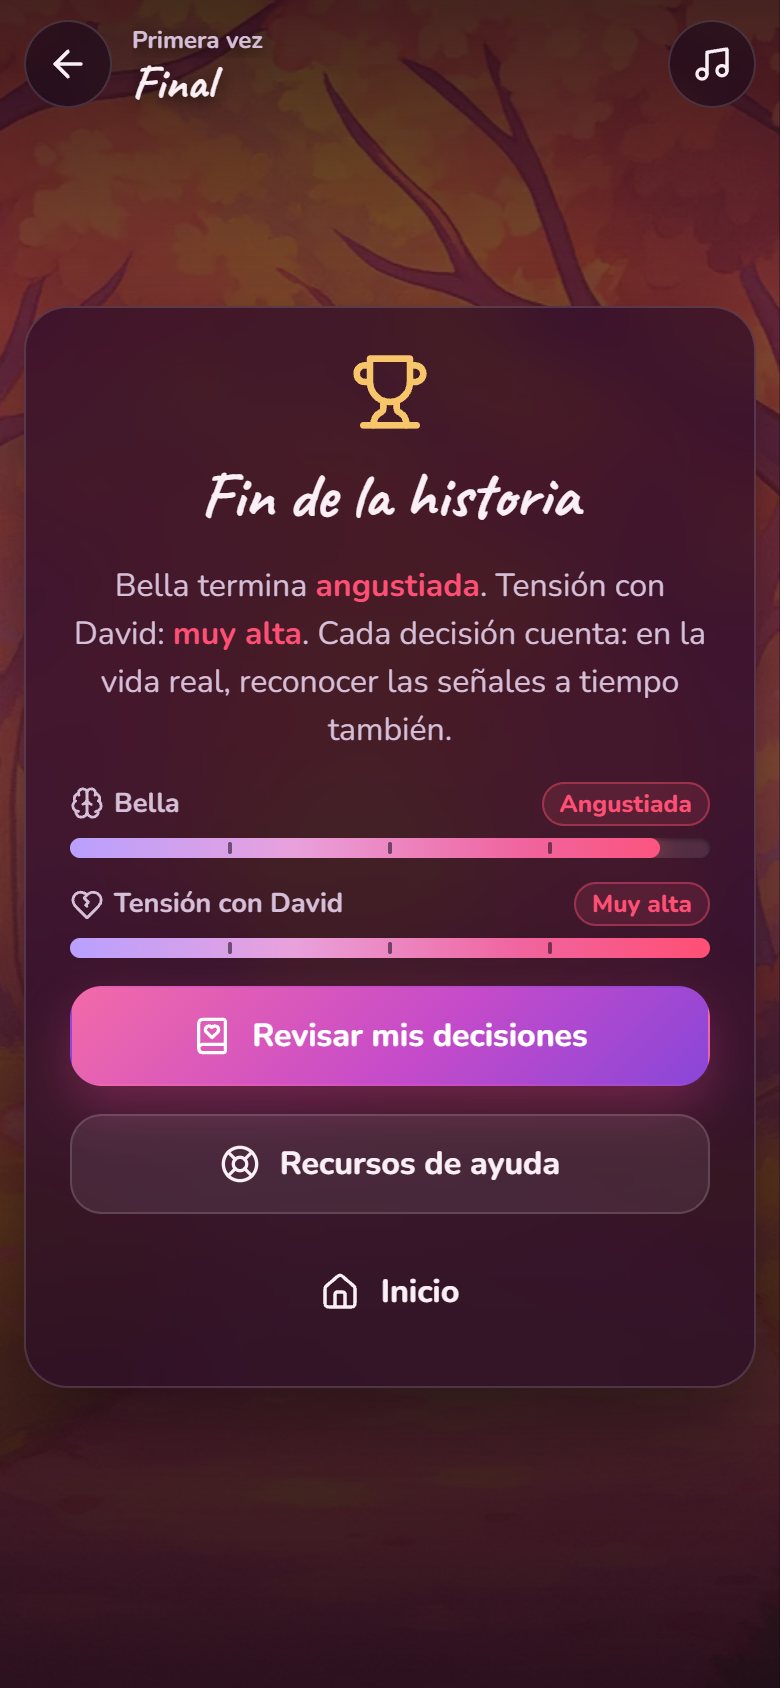 Primera vez
Final
Fin de la historia
Bella termina angustiada. Tensión con
David: muy alta. Cada decisión cuenta: en la
vida real, reconocer las señales a tiempo
también.
Bella
Angustiada
Tensión con David
Muy alta
Revisar mis decisiones
Recursos de ayuda
Inicio